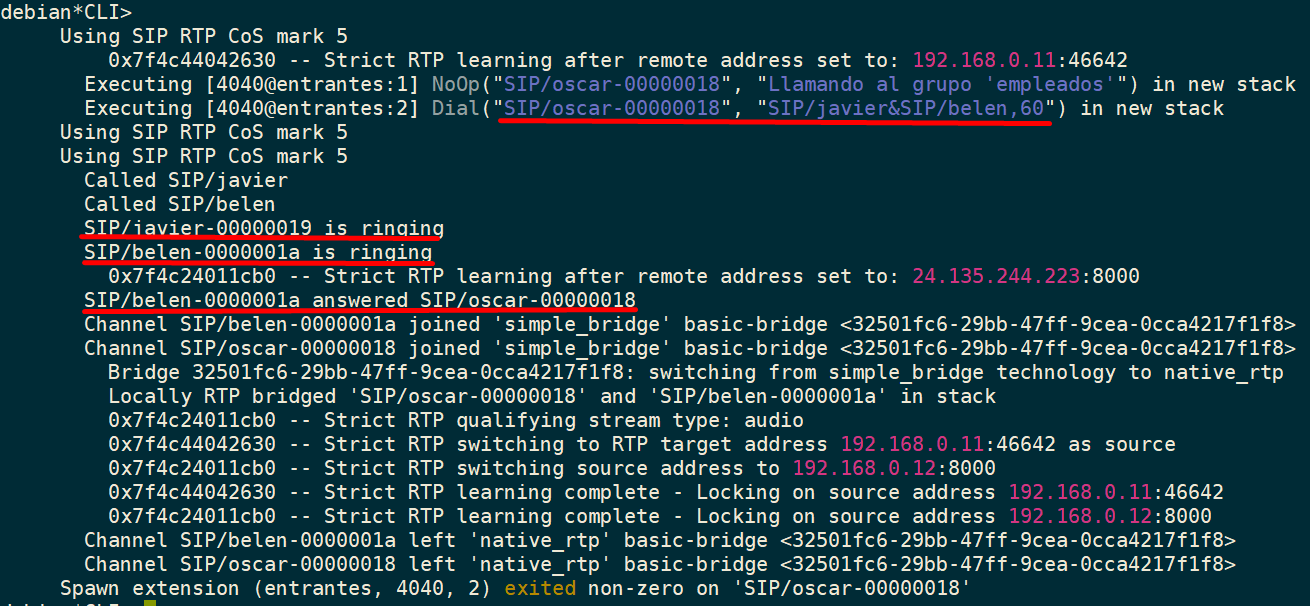 debian*CLI>
Using SIP RTP CoS mark 5
0x7f4c44042630 -- Strict RTP learning after remote address set to: 192.168.0.11:46642
Executing [4040@entrantes:1] NoOp("SIP/oscar-00000018", "Llamando al grupo 'empleados'") in new stack
Executing [4040@entrantes:2] Dial("SIP/oscar-00000018", "SIP/javier&SIP/belen,60") in new stack
Using SIP RTP CoS mark 5
Using SIP RTP CoS mark 5
Called SIP/javier
Called SIP/belen
SIP/javier-00000019 is ringing
SIP/belen-0000001a is ringing
0x7f4c24011cb0 -- Strict RTP learning after remote address set to: 24.135.244.223:8000
SIP/belen-0000001a answered SIP/oscar-00000018
Channel SIP/belen-0000001a joined 'simple_bridge' basic-bridge <32501fc6-29bb-47ff-9cea-0cca4217f1f8>
Channel SIP/oscar-00000018 joined 'simple_bridge' basic-bridge <32501fc6-29bb-47ff-9cea-0cca4217f1f8>
Bridge 32501fc6-29bb-47ff-9cea-0cca4217f1f8: switching from simple_bridge technology to native_rtp
Locally RTP bridged 'SIP/oscar-00000018' and 'SIP/belen-0000001a' in stack
0x7f4c24011cb0 -- Strict RTP qualifying stream type: audio
0x7f4c44042630 -- Strict RTP switching to RTP target address 192.168.0.11:46642 as source
0x7f4c24011cb0 -- Strict RTP switching source address to 192.168.0.12:8000
0x7f4c44042630 -- Strict RTP learning complete - Locking on source address 192.168.0.11:46642
0x7f4c24011cb0 -- Strict RTP learning complete - Locking on source address 192.168.0.12:8000
Channel SIP/belen-0000001a left 'native_rtp' basic-bridge <32501fc6-29bb-47ff-9cea-0cca4217f1f8>
Channel SIP/oscar-00000018 left 'native_rtp' basic-bridge <32501fc6-29bb-47ff-9cea-0cca4217f1f8>
Spawn extension (entrantes, 4040, 2) exited non-zero on 'SIP/oscar-00000018'